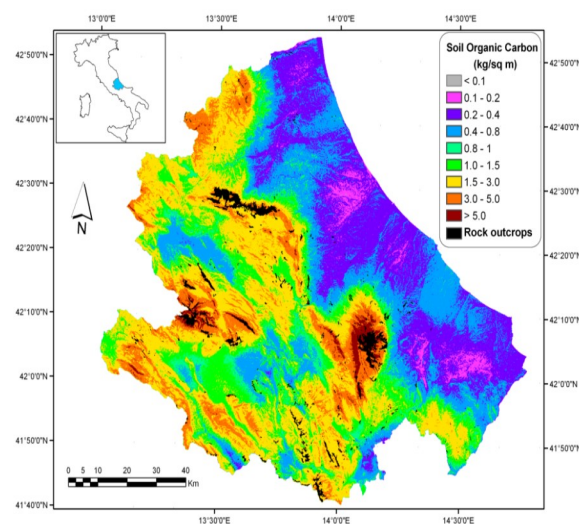 13°0'0"E 13°30'0"E 14°0'0"E 14°30'0"E
42°50'0"N 42°50'0"N
42°40'0"N 42°40'0"N
42°30'0"N 42°30'0"N
42°20'0"N 42°20'0"N
42°10'0"N 42°10'0"N
42°0'0"N 42°0'0"N
41°50'0"N 41°50'0"N
41°40'0"N
Soil Organic Carbon
(kg/sq m)
< 0.1
0.1 - 0.2
0.2 - 0.4
0.4 - 0.8
0.8 - 1
1.0 - 1.5
1.5 - 3.0
3.0 - 5.0
> 5.0
Rock outcrops
N
0 5 10 20 30 40
Km
13°30'0"E 14°0'0"E 14°30'0"E